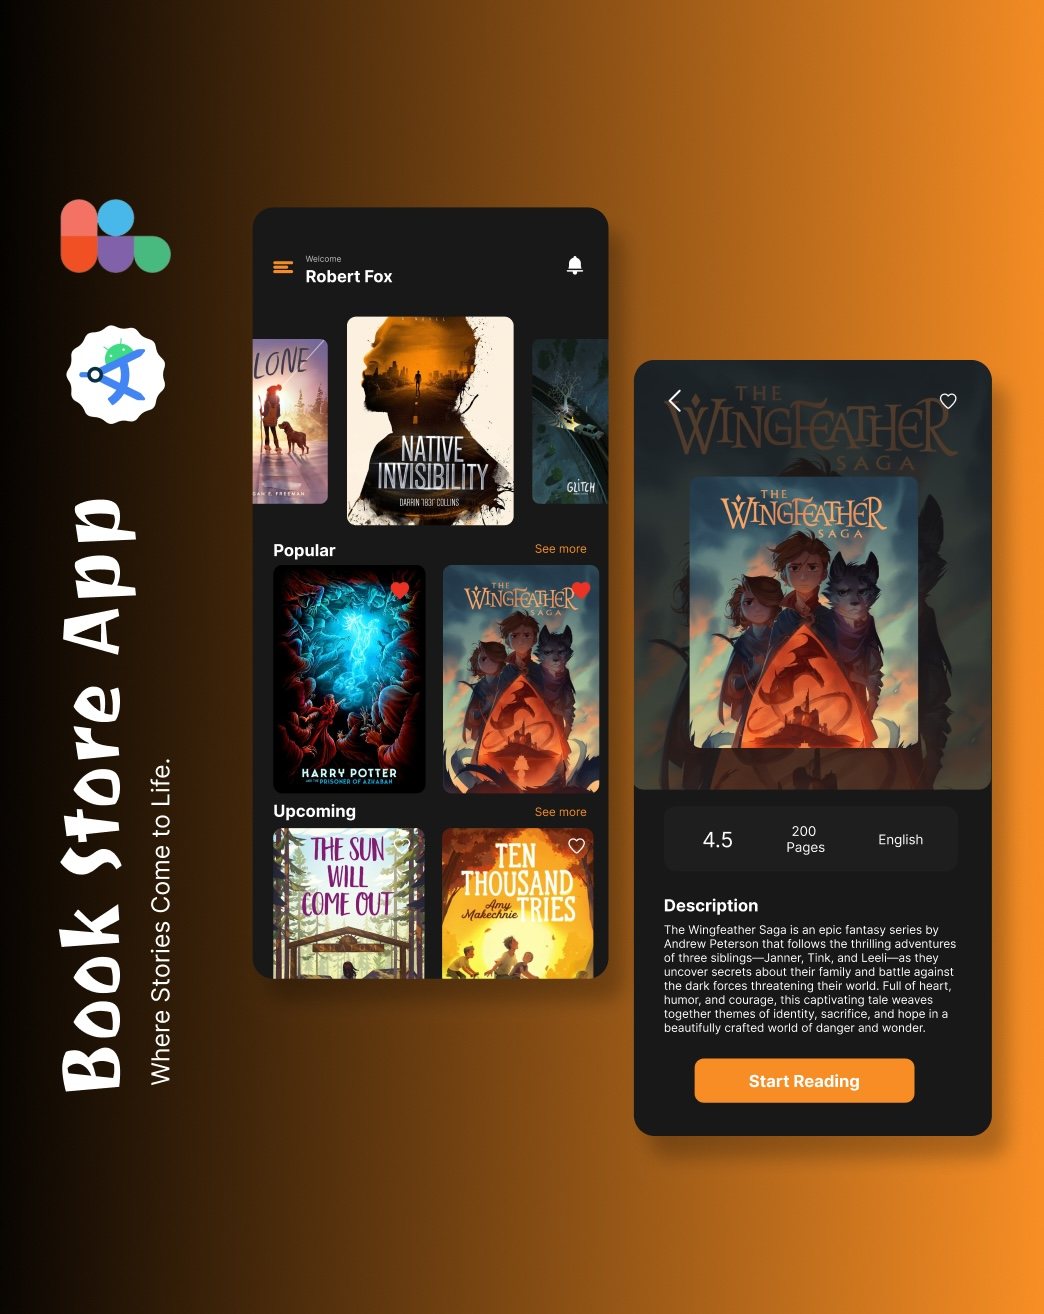 Book Store App
Where Stories Come to Life.
Welcome
Robert Fox
LONE
GAN E. FREEMAN
A NOVEL
NATIVE
INVISIBILITY
DARRIN "1831" COLLINS
GLITCH
Popular
See more
HARRY POTTER
AND THE PRISONER OF AZKABAN
THE
WINGFEATHER
SAGA
Upcoming
See more
THE SUN
WILL
COME OUT
TEN
THOUSAND
TRIES
Amy
Makechnie
THE
WINGFEATHER
SAGA
THE
WINGFEATHER
SAGA
4.5
200
Pages
English
Description
The Wingfeather Saga is an epic fantasy series by
Andrew Peterson that follows the thrilling adventures
of three siblings—Janner, Tink, and Leeli—as they
uncover secrets about their family and battle against
the dark forces threatening their world. Full of heart,
humor, and courage, this captivating tale weaves
together themes of identity, sacrifice, and hope in a
beautifully crafted world of danger and wonder.
Start Reading